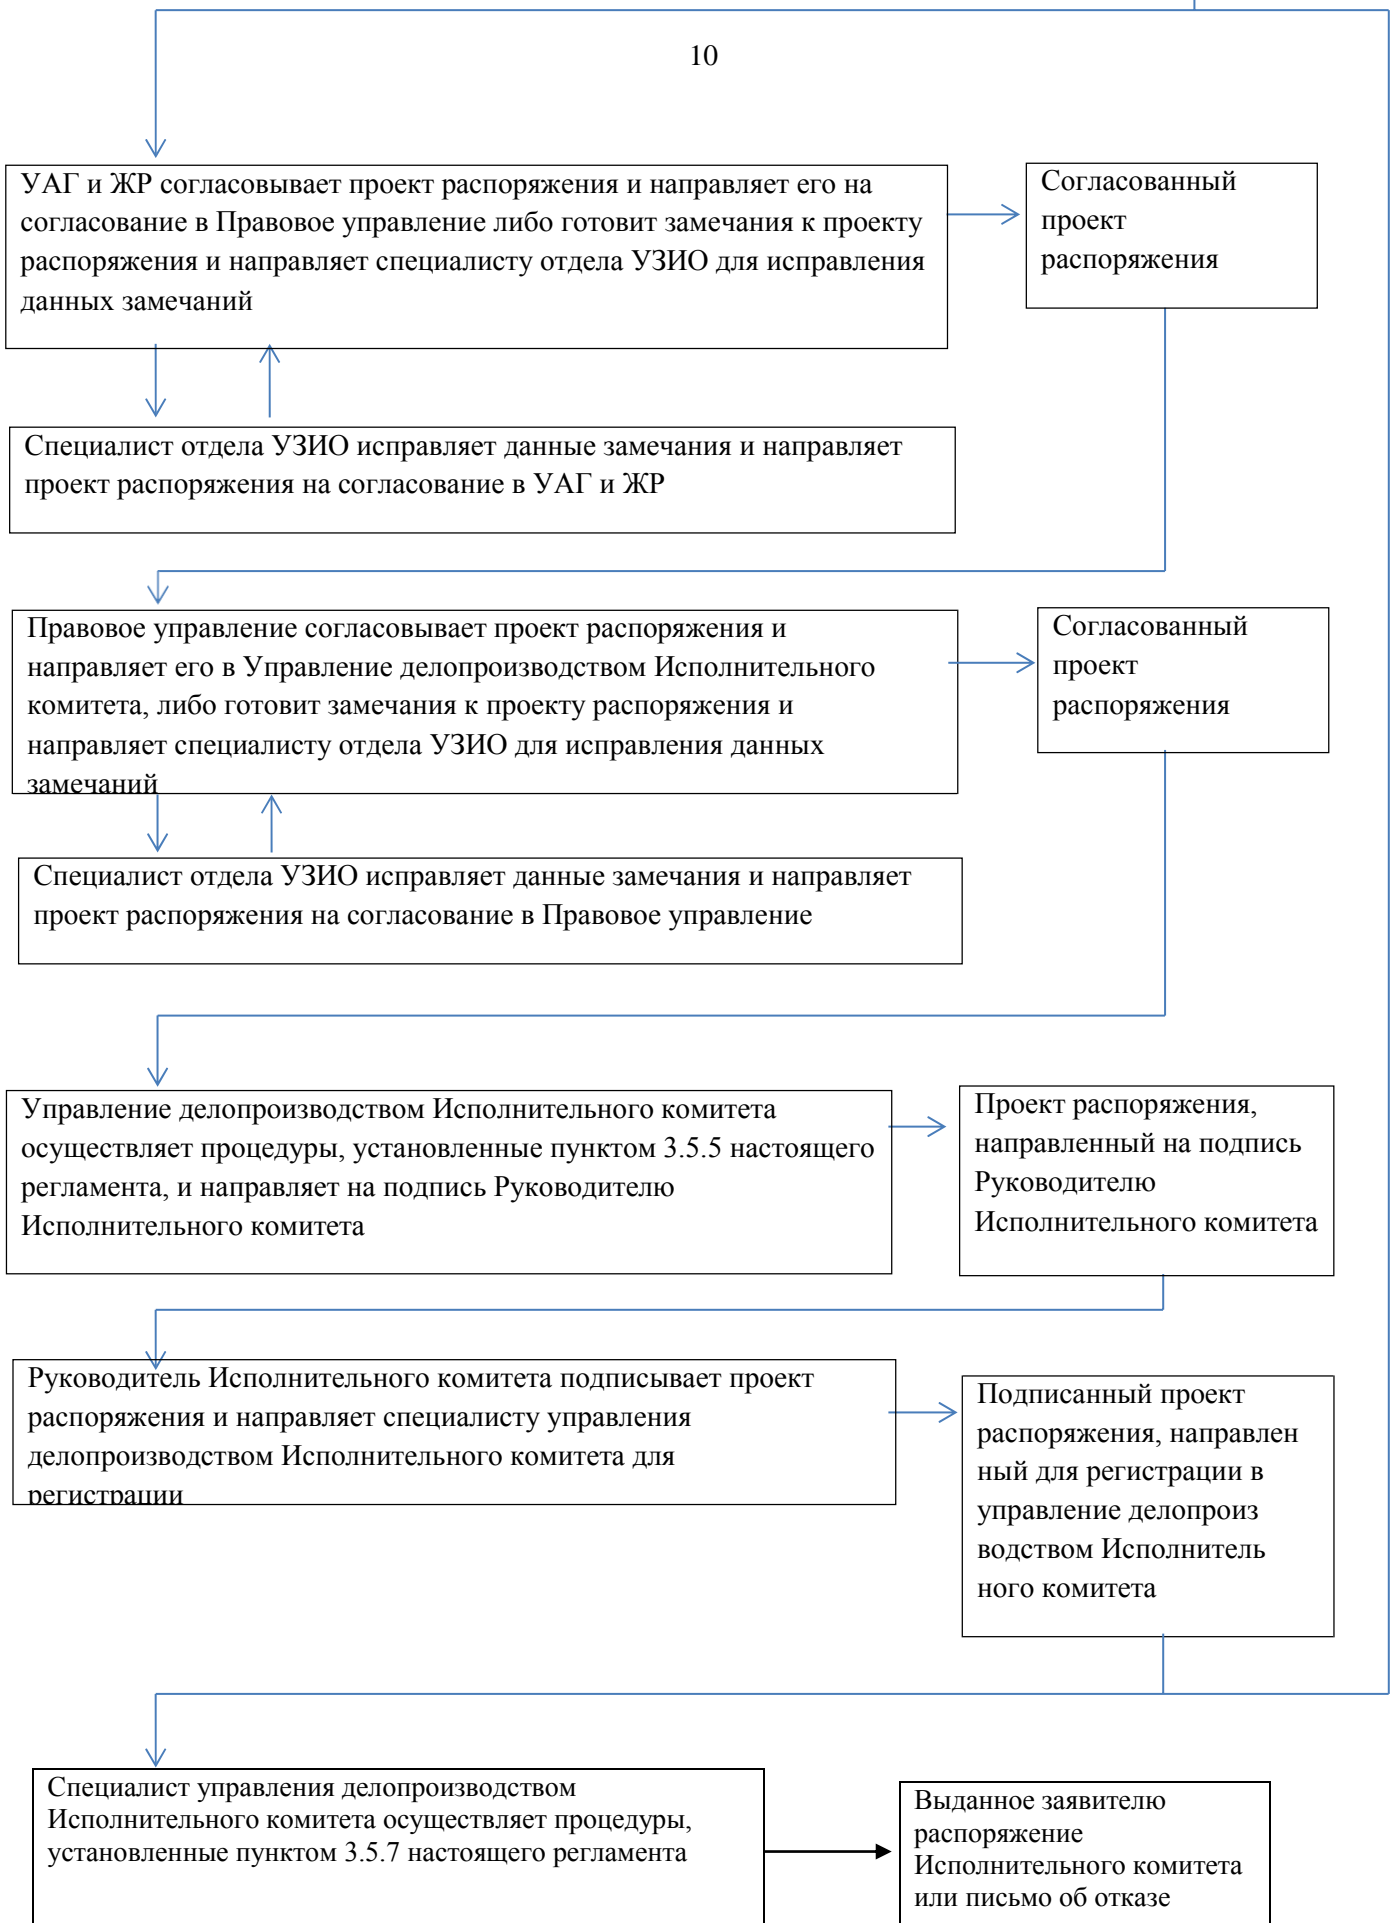 10
УАГ и ЖР согласовывает проект распоряжения и направляет его на
согласование в Правовое управление либо готовит замечания к проекту
распоряжения и направляет специалисту отдела УЗИО для исправления
данных замечаний
Согласованный
проект
распоряжения
Специалист отдела УЗИО исправляет данные замечания и направляет
проект распоряжения на согласование в УАГ и ЖР
Правовое управление согласовывает проект распоряжения и
направляет его в Управление делопроизводством Исполнительного
комитета, либо готовит замечания к проекту распоряжения и
направляет специалисту отдела УЗИО для исправления данных
замечаний
Согласованный
проект
распоряжения
Специалист отдела УЗИО исправляет данные замечания и направляет
проект распоряжения на согласование в Правовое управление
Управление делопроизводством Исполнительного комитета
осуществляет процедуры, установленные пунктом 3.5.5 настоящего
регламента, и направляет на подпись Руководителю
Исполнительного комитета
Проект распоряжения,
направленный на подпись
Руководителю
Исполнительного комитета
Руководитель Исполнительного комитета подписывает проект
распоряжения и направляет специалисту управления
делопроизводством Исполнительного комитета для
регистрации
Подписанный проект
распоряжения, направлен
ный для регистрации в
управление делопроиз
водством Исполнитель
ного комитета
Специалист управления делопроизводством
Исполнительного комитета осуществляет процедуры,
установленные пунктом 3.5.7 настоящего регламента
Выданное заявителю
распоряжение
Исполнительного комитета
или письмо об отказе